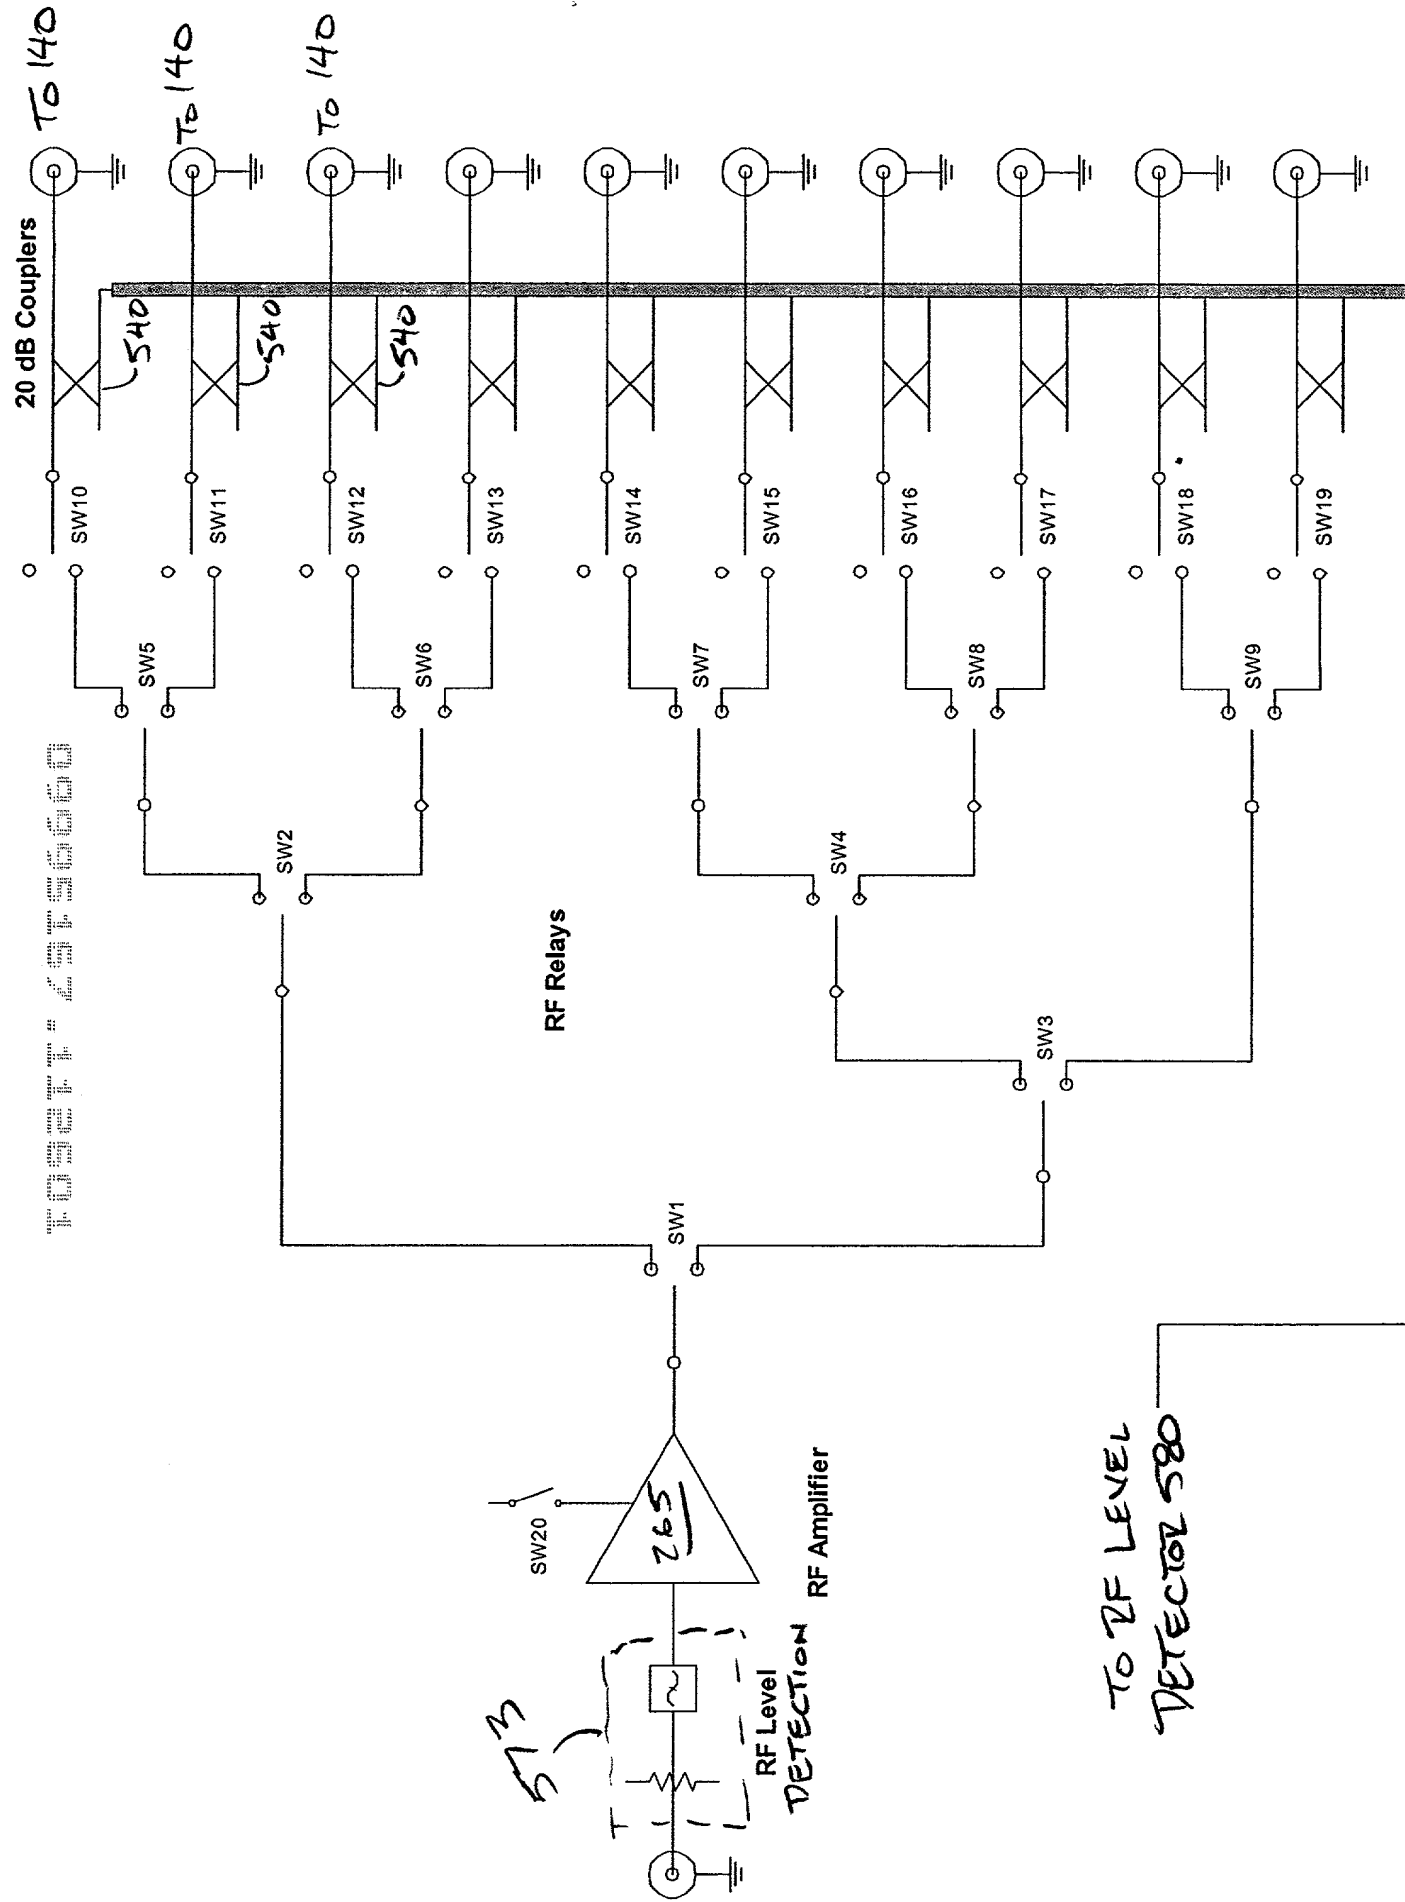 20 dB Couplers
To 140
540
SW10
SW5
To 140
540
SW11
SW2
To 140
540
SW12
SW6
SW13
RF Relays
SW20
573
265
SW1
SW14
SW7
RF Level
DETECTION
RF Amplifier
SW15
SW4
SW16
SW8
SW3
SW17
TO RF LEVEL
DETECTOR 580
SW18
SW9
SW19